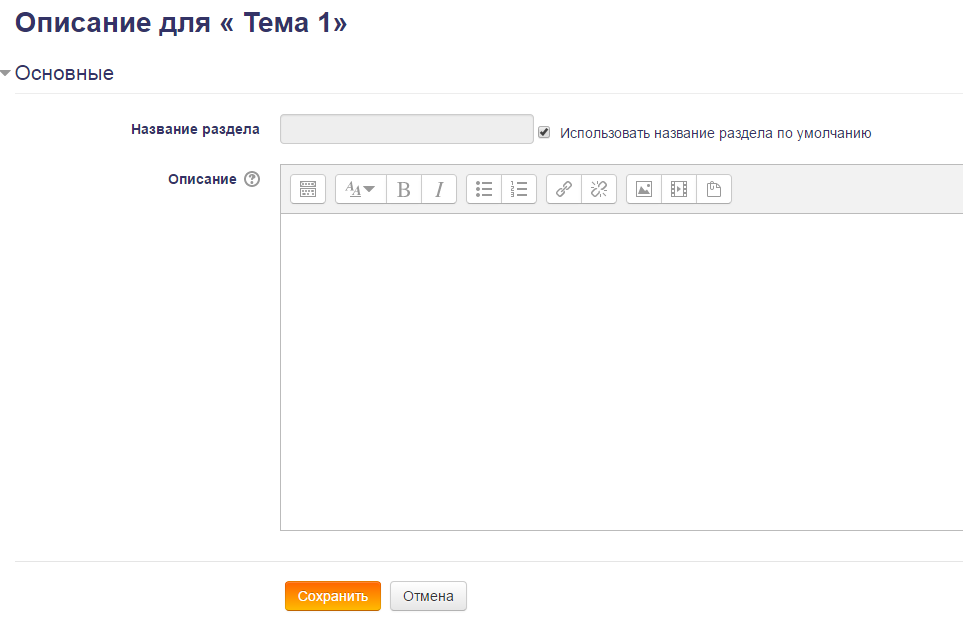 Описание для « Тема 1»
Основные
Название раздела
Использовать название раздела по умолчанию
Описание
Сохранить Отмена